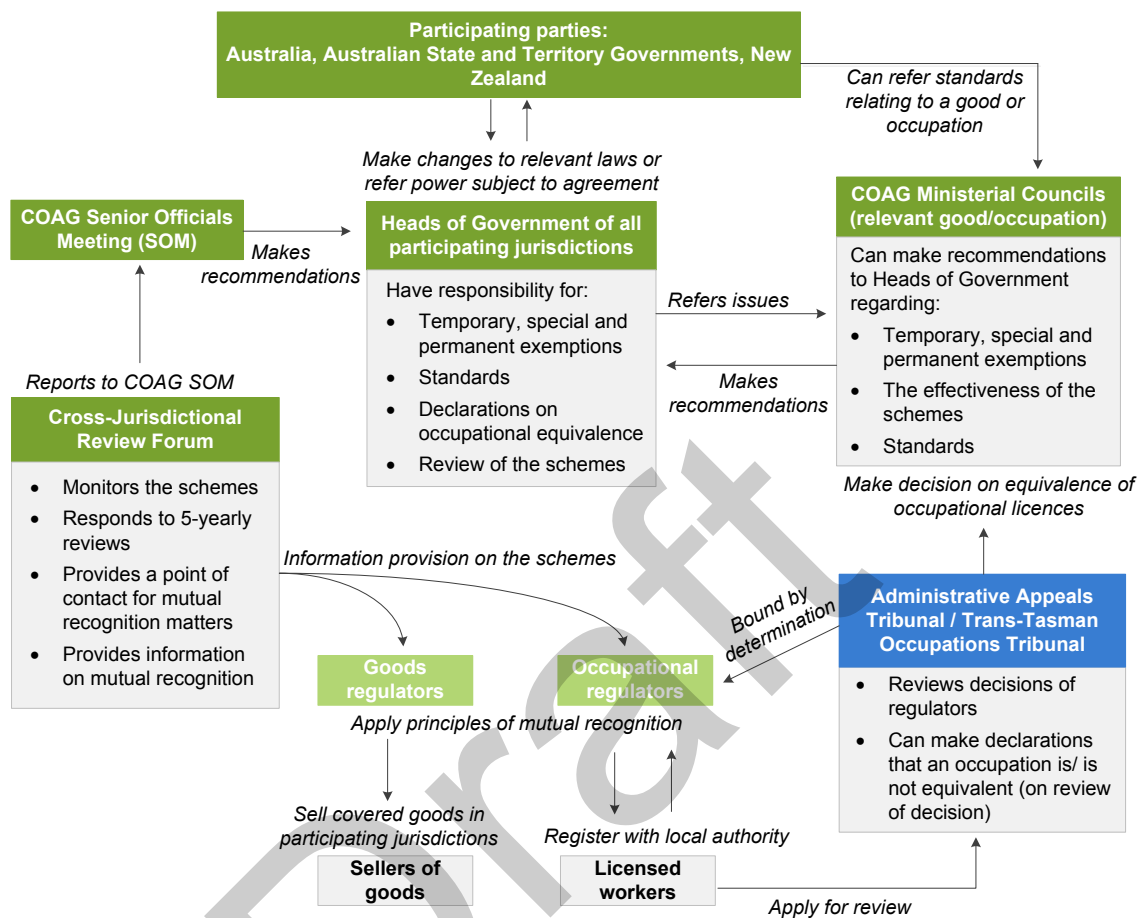 Participating parties:
Australia, Australian State and Territory Governments, New
Zealand
Can refer standards
relating to a good or
occupation
Make changes to relevant laws or
refer power subject to agreement
COAG Senior Officials
Meeting (SOM)
Makes
recommendations
Heads of Government of all
participating jurisdictions
Have responsibility for:
• Temporary, special and
permanent exemptions
• Standards
• Declarations on
occupational equivalence
• Review of the schemes
Refers issues
Makes
recommendations
COAG Ministerial Councils
(relevant good/occupation)
Can make recommendations
to Heads of Government
regarding:
• Temporary, special and
permanent exemptions
• The effectiveness of the
schemes
• Standards
Reports to COAG SOM
Cross-Jurisdictional
Review Forum
• Monitors the schemes
• Responds to 5-yearly
reviews
• Provides a point of
contact for mutual
recognition matters
• Provides information
on mutual recognition
Information provision on the schemes
Make decision on equivalence of
occupational licences
Bound by
determination
Administrative Appeals
Tribunal / Trans-Tasman
Occupations Tribunal
• Reviews decisions of
regulators
• Can make declarations
that an occupation is/ is
not equivalent (on review
of decision)
Goods
regulators
Occupational
regulators
Apply principles of mutual recognition
Sell covered goods in
participating jurisdictions
Register with local authority
Sellers of
goods
Licensed
workers
Apply for review
Draft